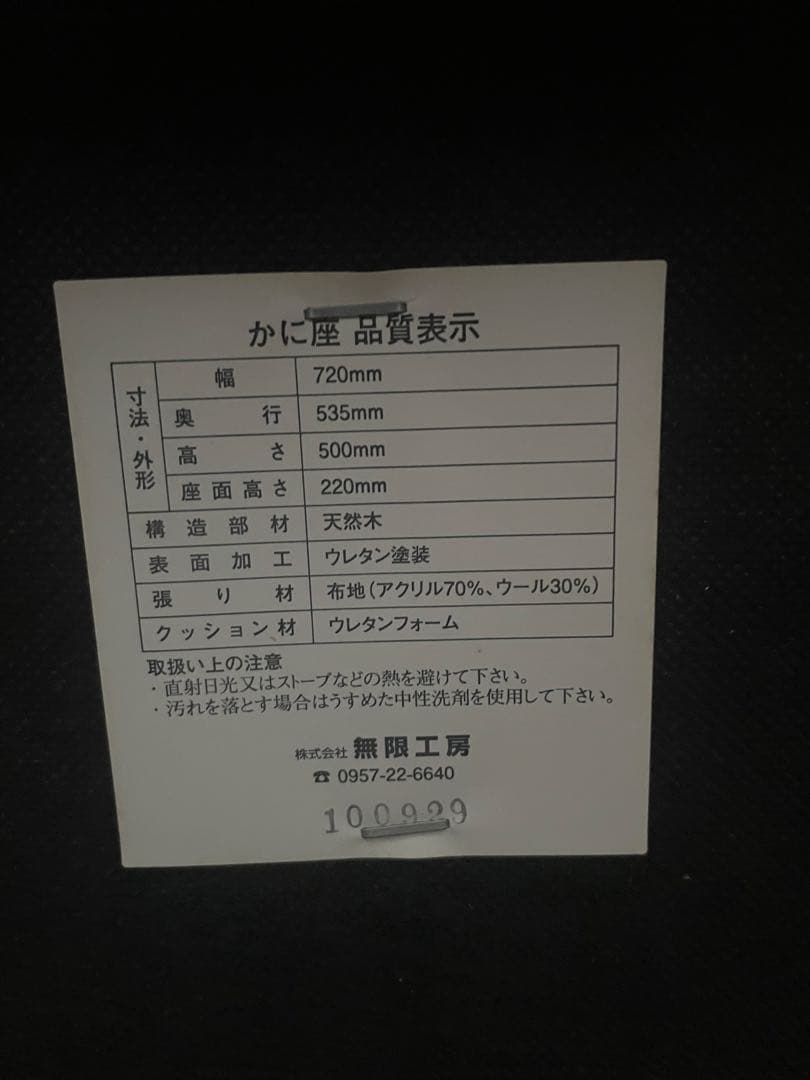 かに座 品質表示
寸法・外形
幅 720mm
奥行 535mm
高さ 500mm
座面高さ 220mm
構造部材 天然木
表面加工 ウレタン塗装
張り材 布地(アクリル70%、ウール30%)
クッション材 ウレタンフォーム
取扱い上の注意
・直射日光又はストーブなどの熱を避けて下さい。
・汚れを落とす場合はうすめた中性洗剤を使用して下さい。
株式会社 無限工房
☎ 0957-22-6640
100929